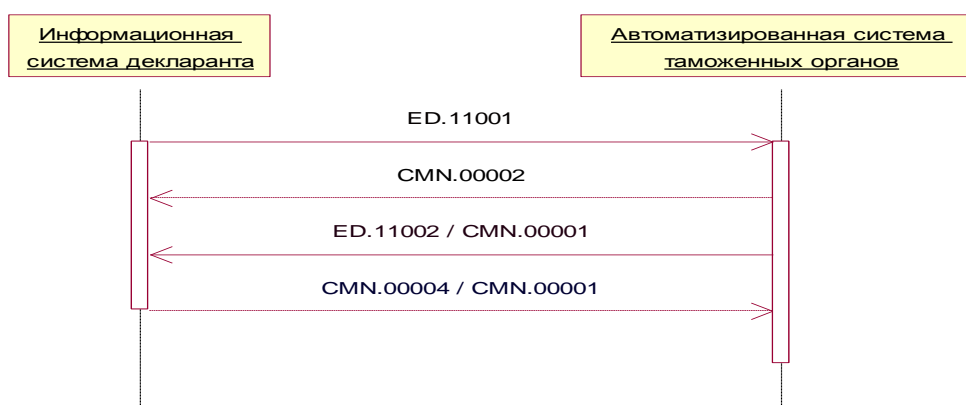 Информационная
система декларанта
Автоматизированная система
таможенных органов
ED.11001
CMN.00002
ED.11002 / CMN.00001
CMN.00004 / CMN.00001